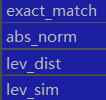 exact_match
abs_norm
lev_dist
lev_sim